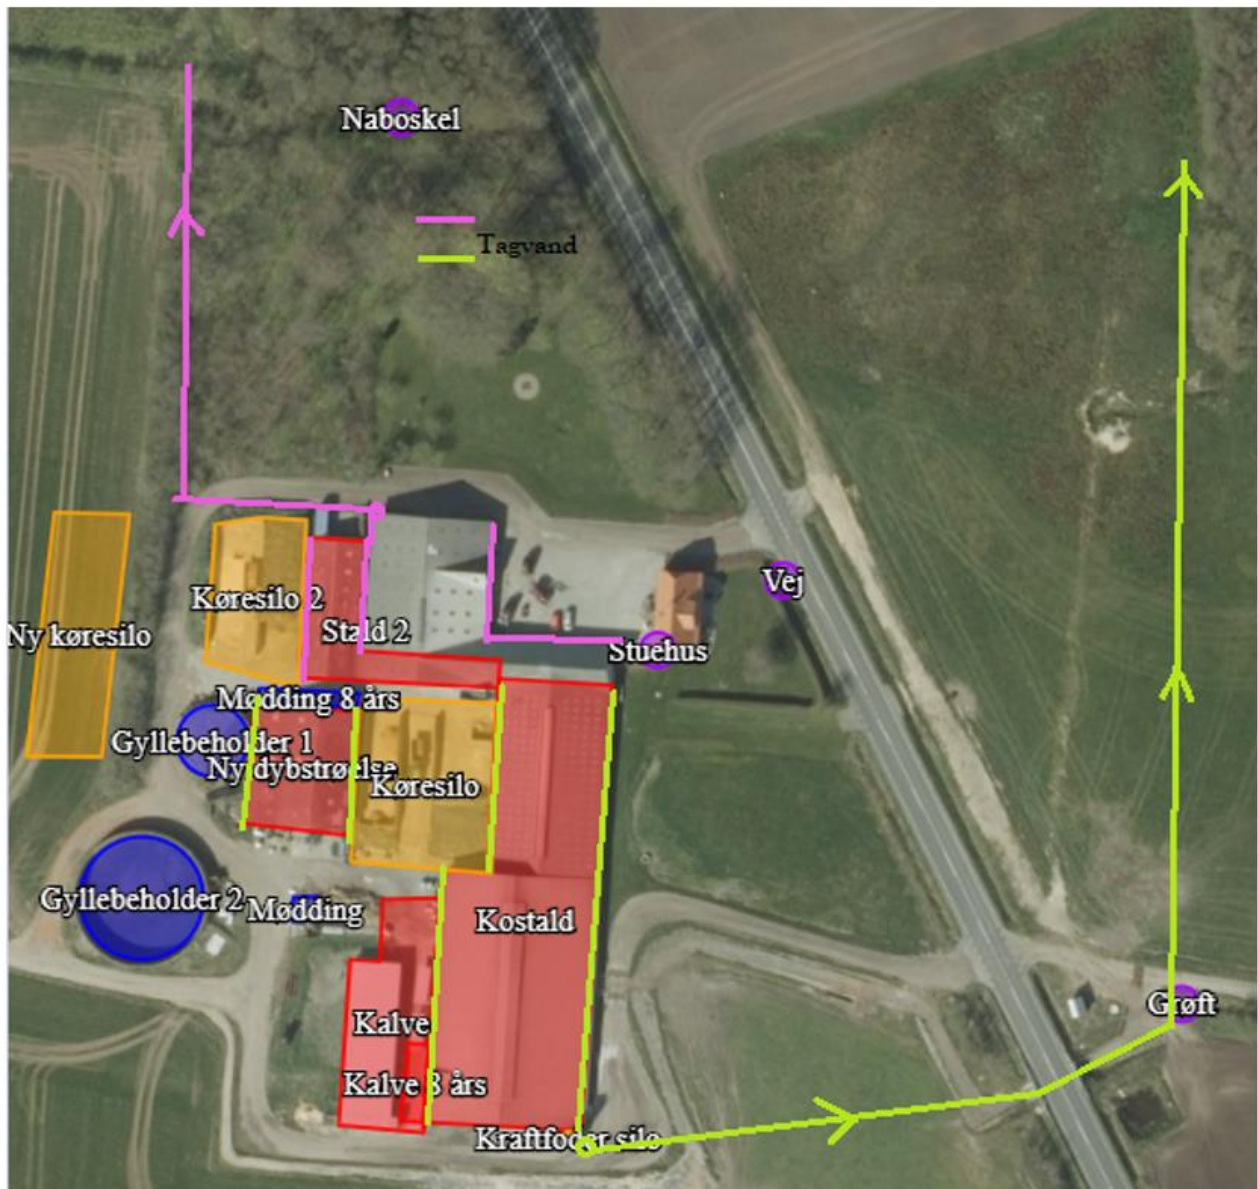 Naboskel
Tagvand
Vej
Køresilo 2
Stald 2
Ny køresilo
Stuehus
Mødding 8 års
Gyllebeholder 1
Ny dybstrøelse
Køresilo
Gyllebeholder 2
Mødding
Kostald
Grøft
Kalve
Kalve 8 års
Kraftfoder silo